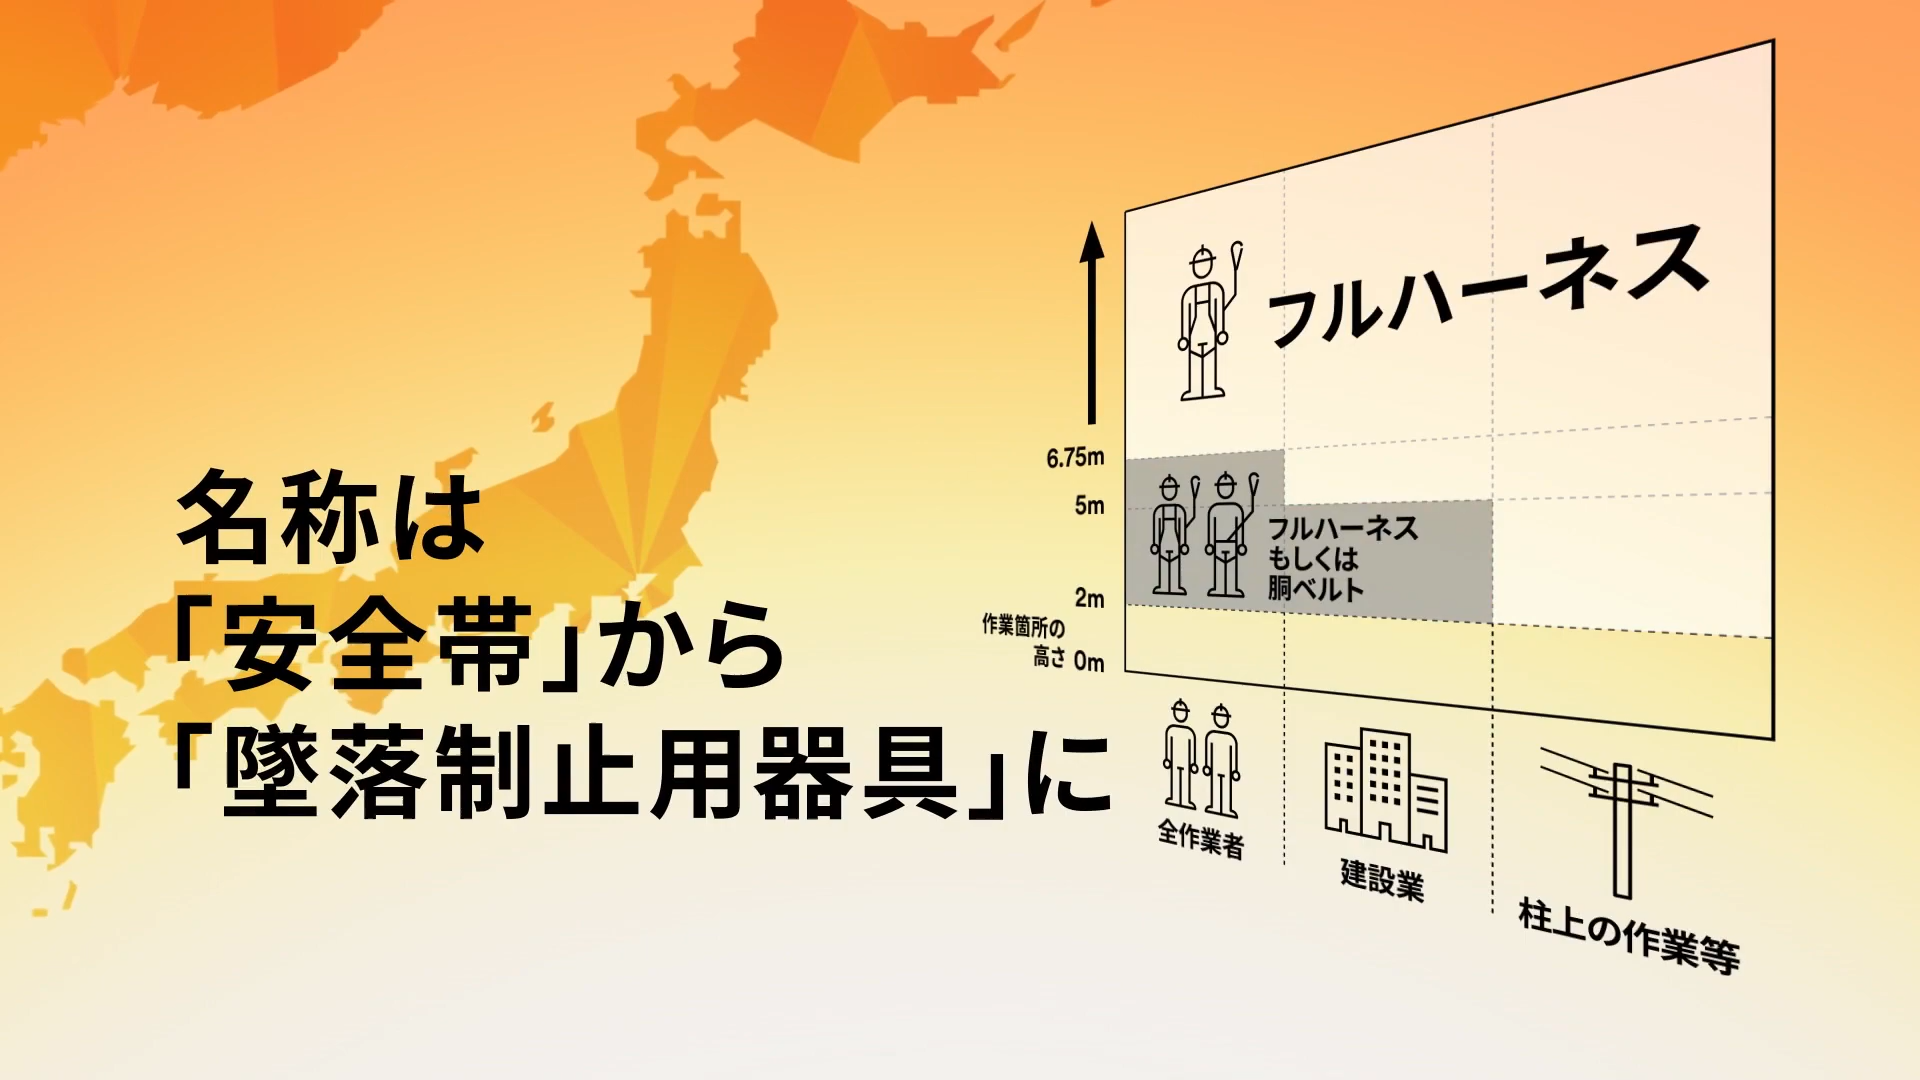 名称は
「安全帯」から
「墜落制止用器具」に
フルハーネス
6.75m
5m
フルハーネス
もしくは
胴ベルト
2m
作業箇所の
高さ 0m
全作業者
建設業
柱上の作業等